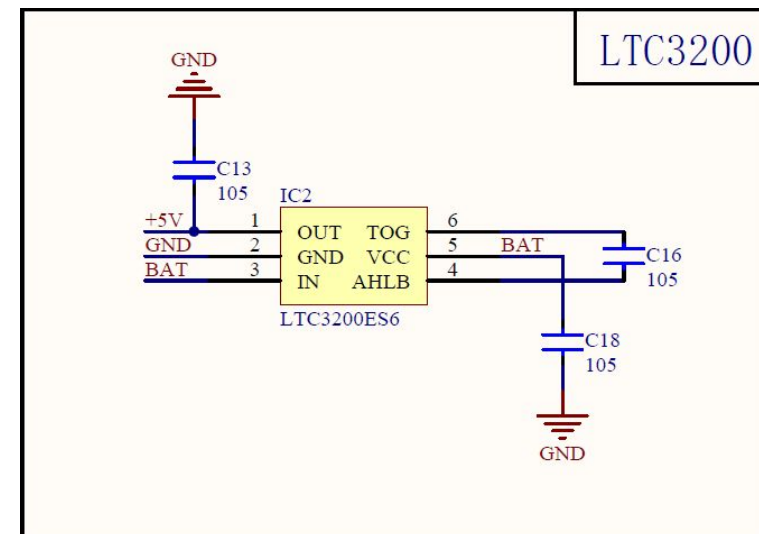 LTC3200
GND
C13
105
IC2
+5V 1 OUT TOG 6
GND 2 GND VCC 5 BAT
BAT 3 IN AHLB 4
C16
105
LTC3200ES6
C18
105
GND